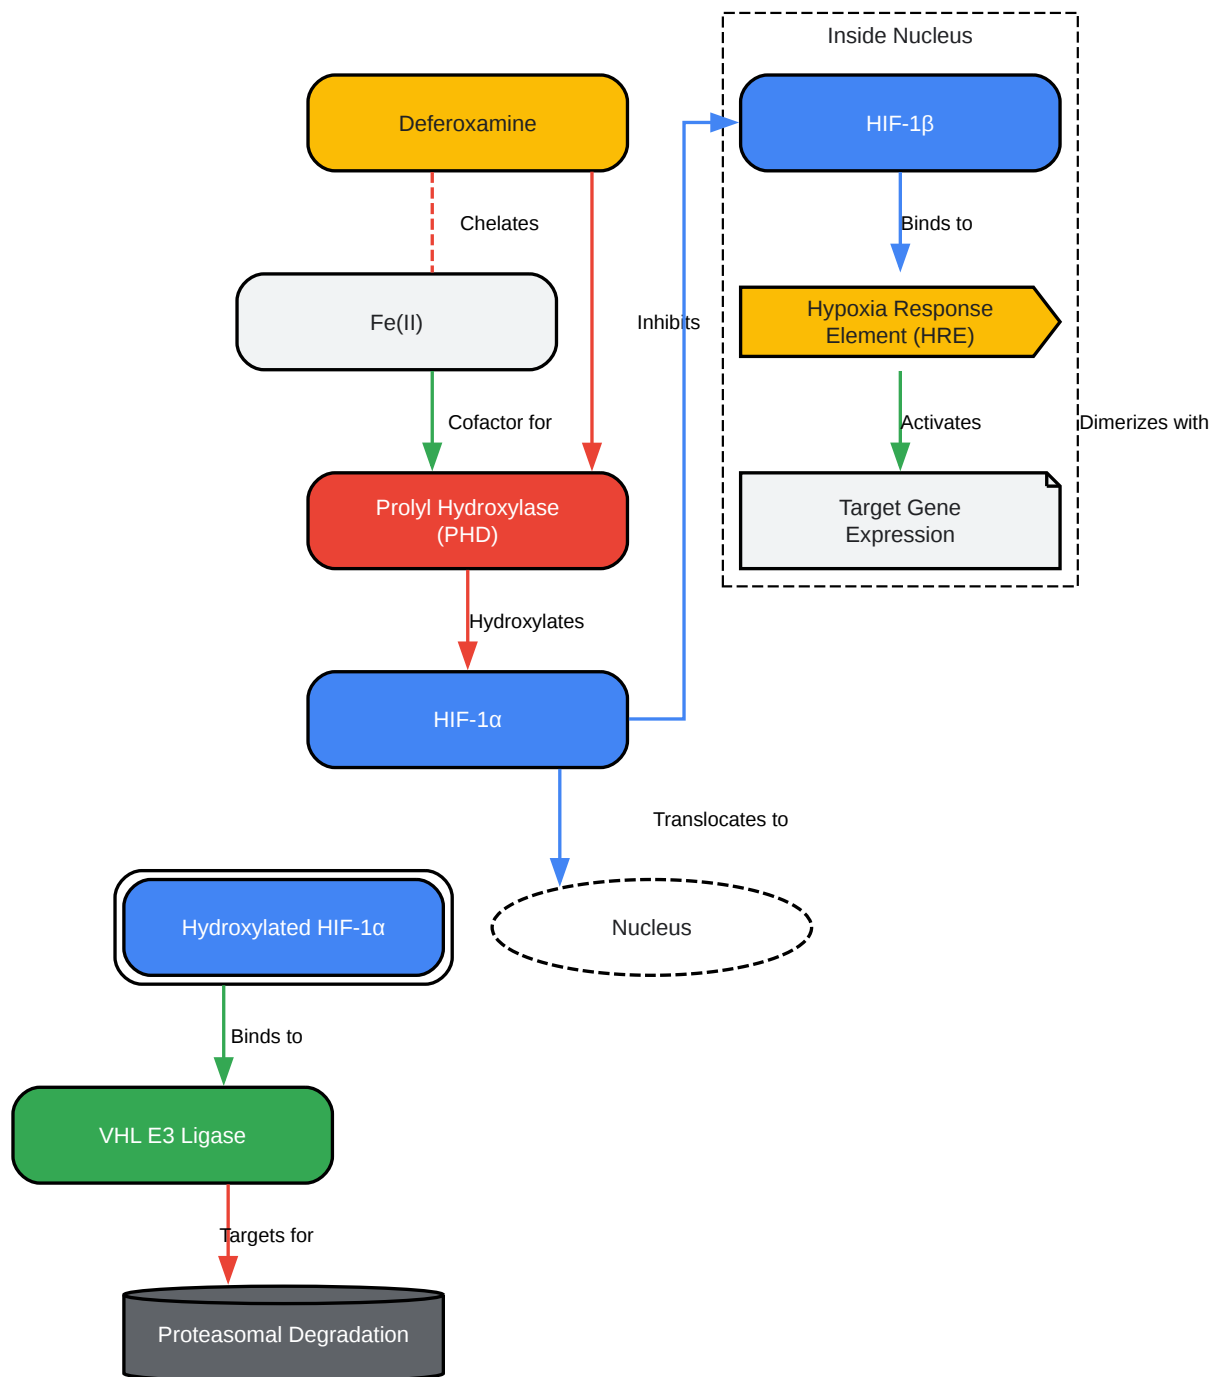 Inside Nucleus
Deferoxamine
HIF-1β
Chelates
Binds to
Fe(II)
Inhibits
Hypoxia Response
Element (HRE)
Cofactor for
Activates
Dimerizes with
Prolyl Hydroxylase
(PHD)
Target Gene
Expression
Hydroxylates
HIF-1α
Translocates to
Hydroxylated HIF-1α
Nucleus
Binds to
VHL E3 Ligase
Targets for
Proteasomal Degradation